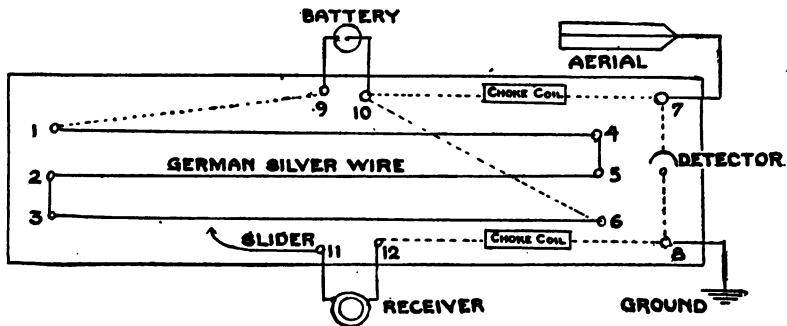 BATTERY
AERIAL
CHOKE COIL
9
10
7
1
4
GERMAN SILVER WIRE
DETECTOR
2
5
3
6
SLIDER
11
12
CHOKE COIL
8
RECEIVER
GROUND